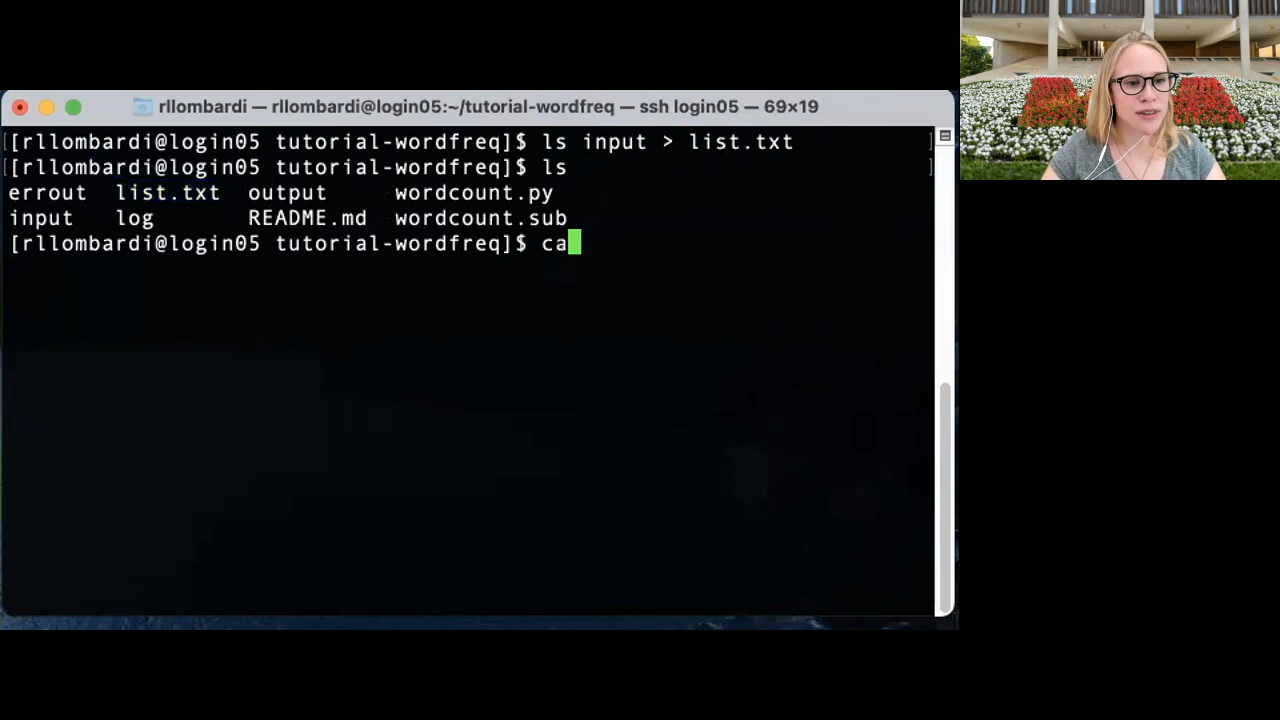 rllombardi — rllombardi@login05:~/tutorial-wordfreq — ssh login05 — 69×19
[[rllombardi@login05 tutorial-wordfreq]$ ls input > list.txt ]
[[rllombardi@login05 tutorial-wordfreq]$ ls ]
errout list.txt output wordcount.py
input log README.md wordcount.sub
[rllombardi@login05 tutorial-wordfreq]$ ca